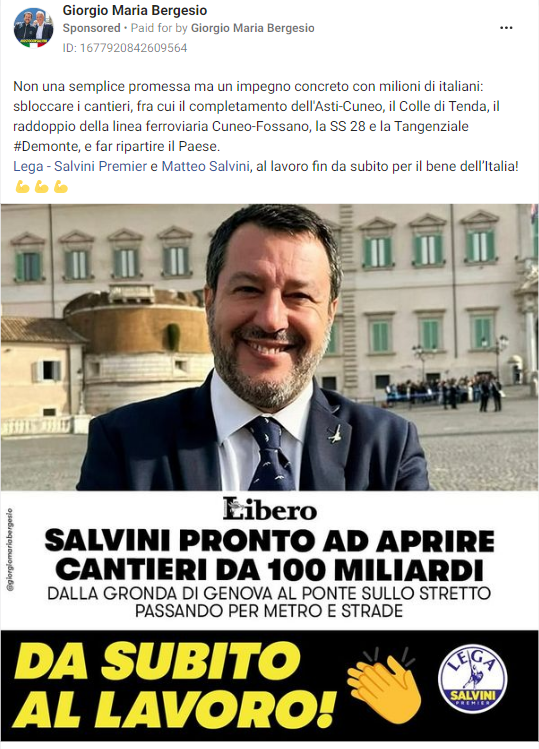 Giorgio Maria Bergesio
Sponsored • Paid for by Giorgio Maria Bergesio
ID: 1677920842609564
Non una semplice promessa ma un impegno concreto con milioni di italiani:
sbloccare i cantieri, fra cui il completamento dell'Asti-Cuneo, il Colle di Tenda, il
raddoppio della linea ferroviaria Cuneo-Fossano, la SS 28 e la Tangenziale
#Demonte, e far ripartire il Paese.
Lega - Salvini Premier e Matteo Salvini, al lavoro fin da subito per il bene dell’Italia!
💪 💪 💪
@giorgiomariabergesio
Libero
SALVINI PRONTO AD APRIRE
CANTIERI DA 100 MILIARDI
DALLA GRONDA DI GENOVA AL PONTE SULLO STRETTO
PASSANDO PER METRO E STRADE
DA SUBITO
AL LAVORO!
LEGA
SALVINI
PREMIER